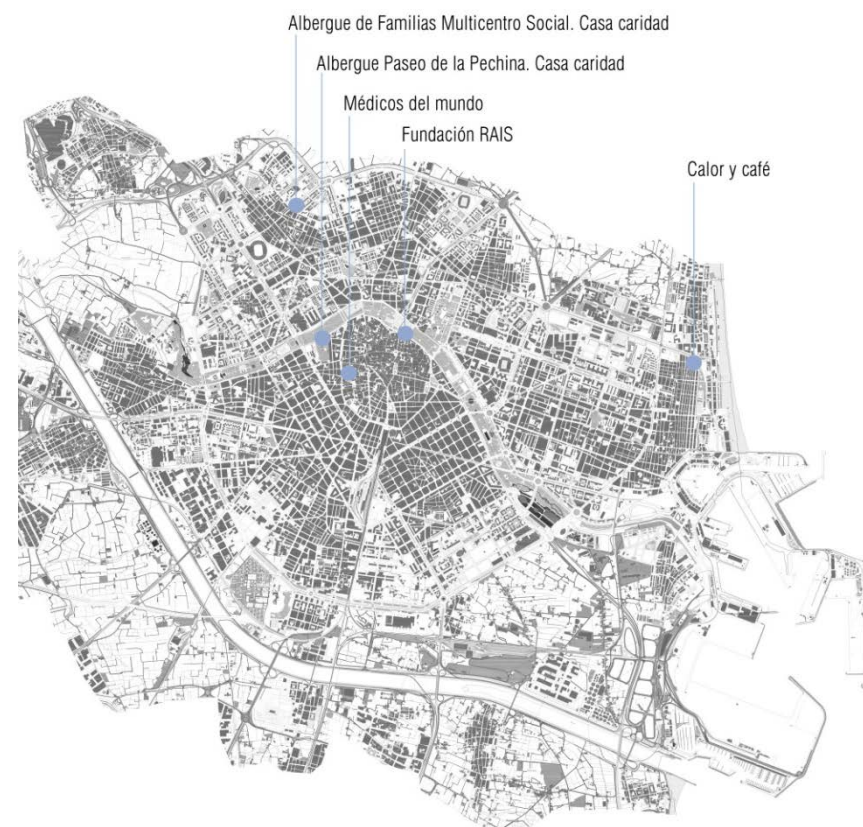 Albergue de Familias Multicentro Social. Casa caridad
Albergue Paseo de la Pechina. Casa caridad
Médicos del mundo
Fundación RAIS
Calor y café